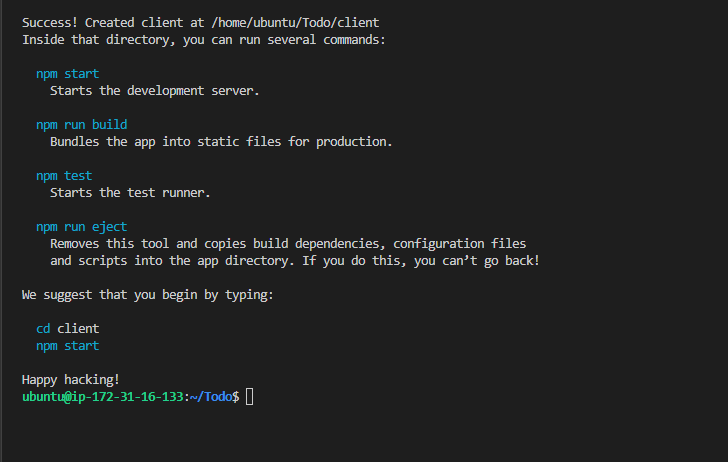 Success! Created client at /home/ubuntu/Todo/client
Inside that directory, you can run several commands:
npm start
Starts the development server.
npm run build
Bundles the app into static files for production.
npm test
Starts the test runner.
npm run eject
Removes this tool and copies build dependencies, configuration files
and scripts into the app directory. If you do this, you can’t go back!
We suggest that you begin by typing:
cd client
npm start
Happy hacking!
ubuntu@ip-172-31-16-133:~/Todo$